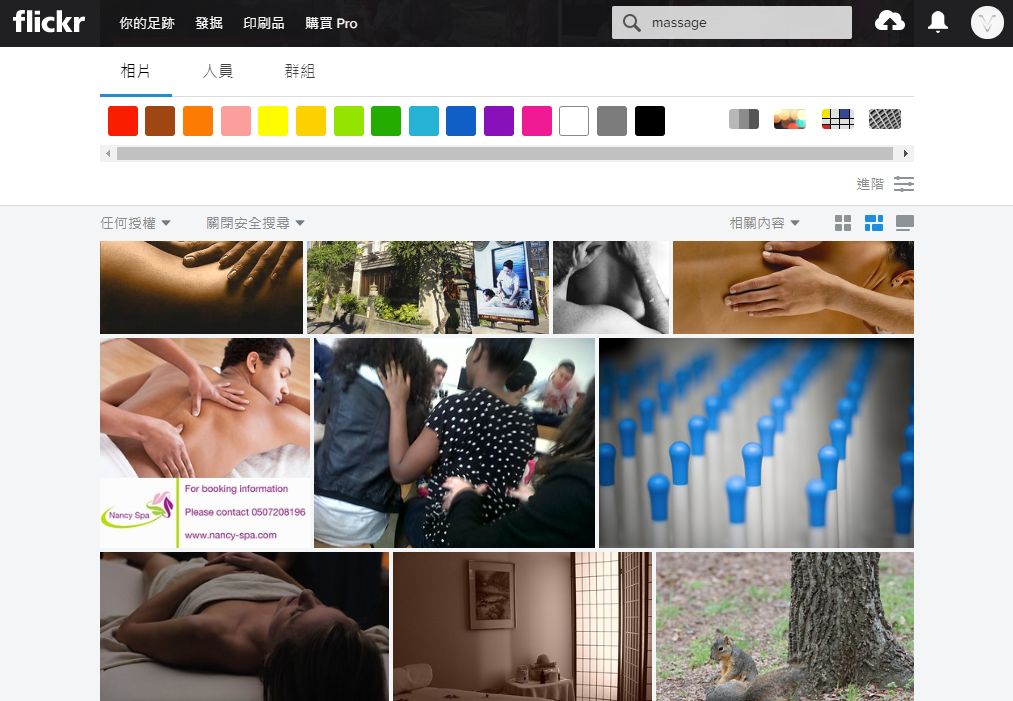 flickr 你的足跡 發掘 印刷品 購買 Pro massage
相片 人員 群組
進階
任何授權 關閉安全搜尋 相關內容
For booking information
Nancy Spa Please contact 0507208196
www.nancy-spa.com